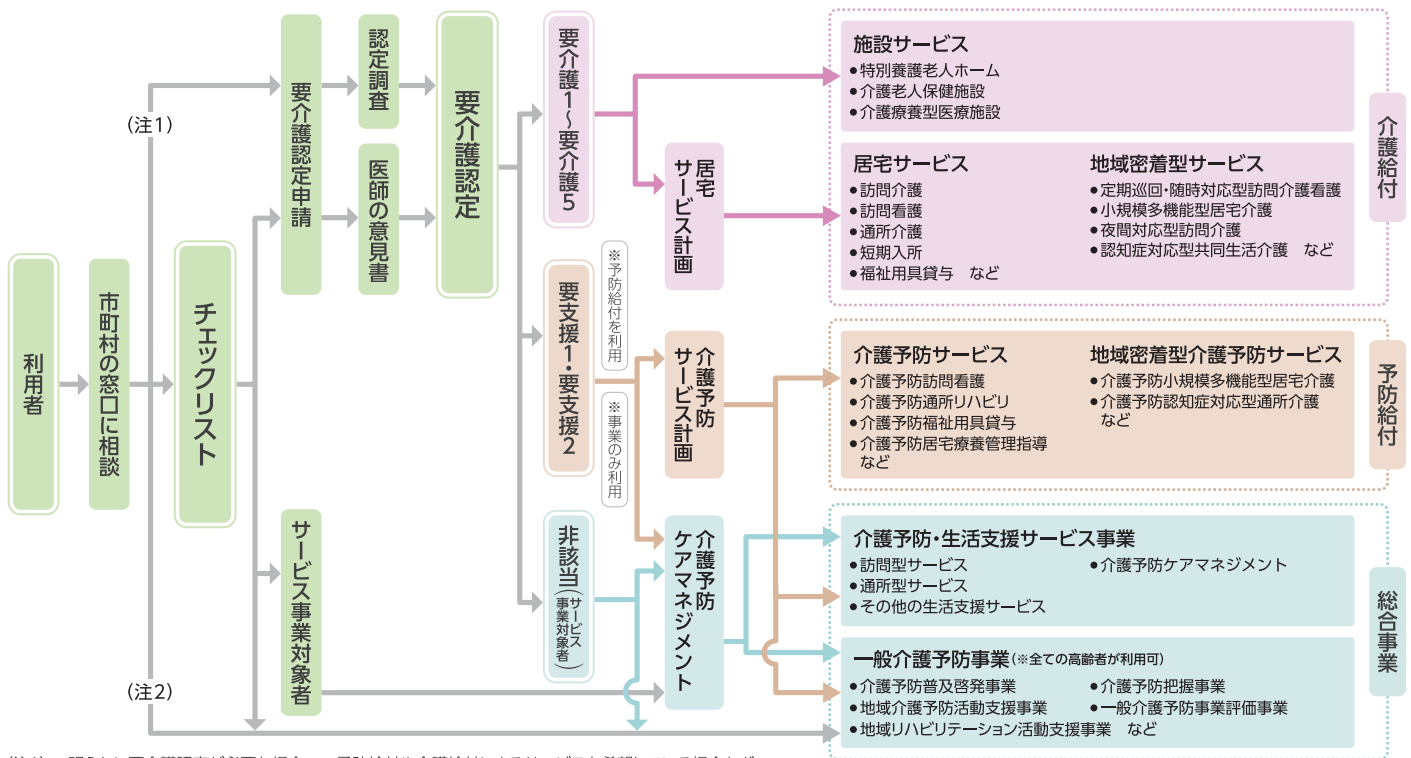 利用者
市町村の窓口に相談
(注1)
(注2)
チェックリスト
要介護認定申請
認定調査
医師の意見書
要介護認定
サービス事業対象者
要介護1～要介護5
要支援1・要支援2
非該当(サービス
事業対象者)
※予防給付を利用
※事業のみ利用
居宅
サービス計画
介護予防
サービス計画
介護予防
ケアマネジメント
施設サービス
●特別養護老人ホーム
●介護老人保健施設
●介護療養型医療施設
居宅サービス
●訪問介護
●訪問看護
●通所介護
●短期入所
●福祉用具貸与　など
地域密着型サービス
●定期巡回・随時対応型訪問介護看護
●小規模多機能型居宅介護
●夜間対応型訪問介護
●認知症対応型共同生活介護　など
介護給付
介護予防サービス
●介護予防訪問看護
●介護予防通所リハビリ
●介護予防福祉用具貸与
●介護予防居宅療養管理指導
など
地域密着型介護予防サービス
●介護予防小規模多機能型居宅介護
●介護予防認知症対応型通所介護
など
予防給付
介護予防・生活支援サービス事業
●訪問型サービス
●通所型サービス
●その他の生活支援サービス
●介護予防ケアマネジメント
一般介護予防事業(※全ての高齢者が利用可)
●介護予防普及啓発事業
●地域介護予防活動支援事業
●地域リハビリテーション活動支援事業　など
●介護予防把握事業
●一般介護予防事業評価事業
総合事業